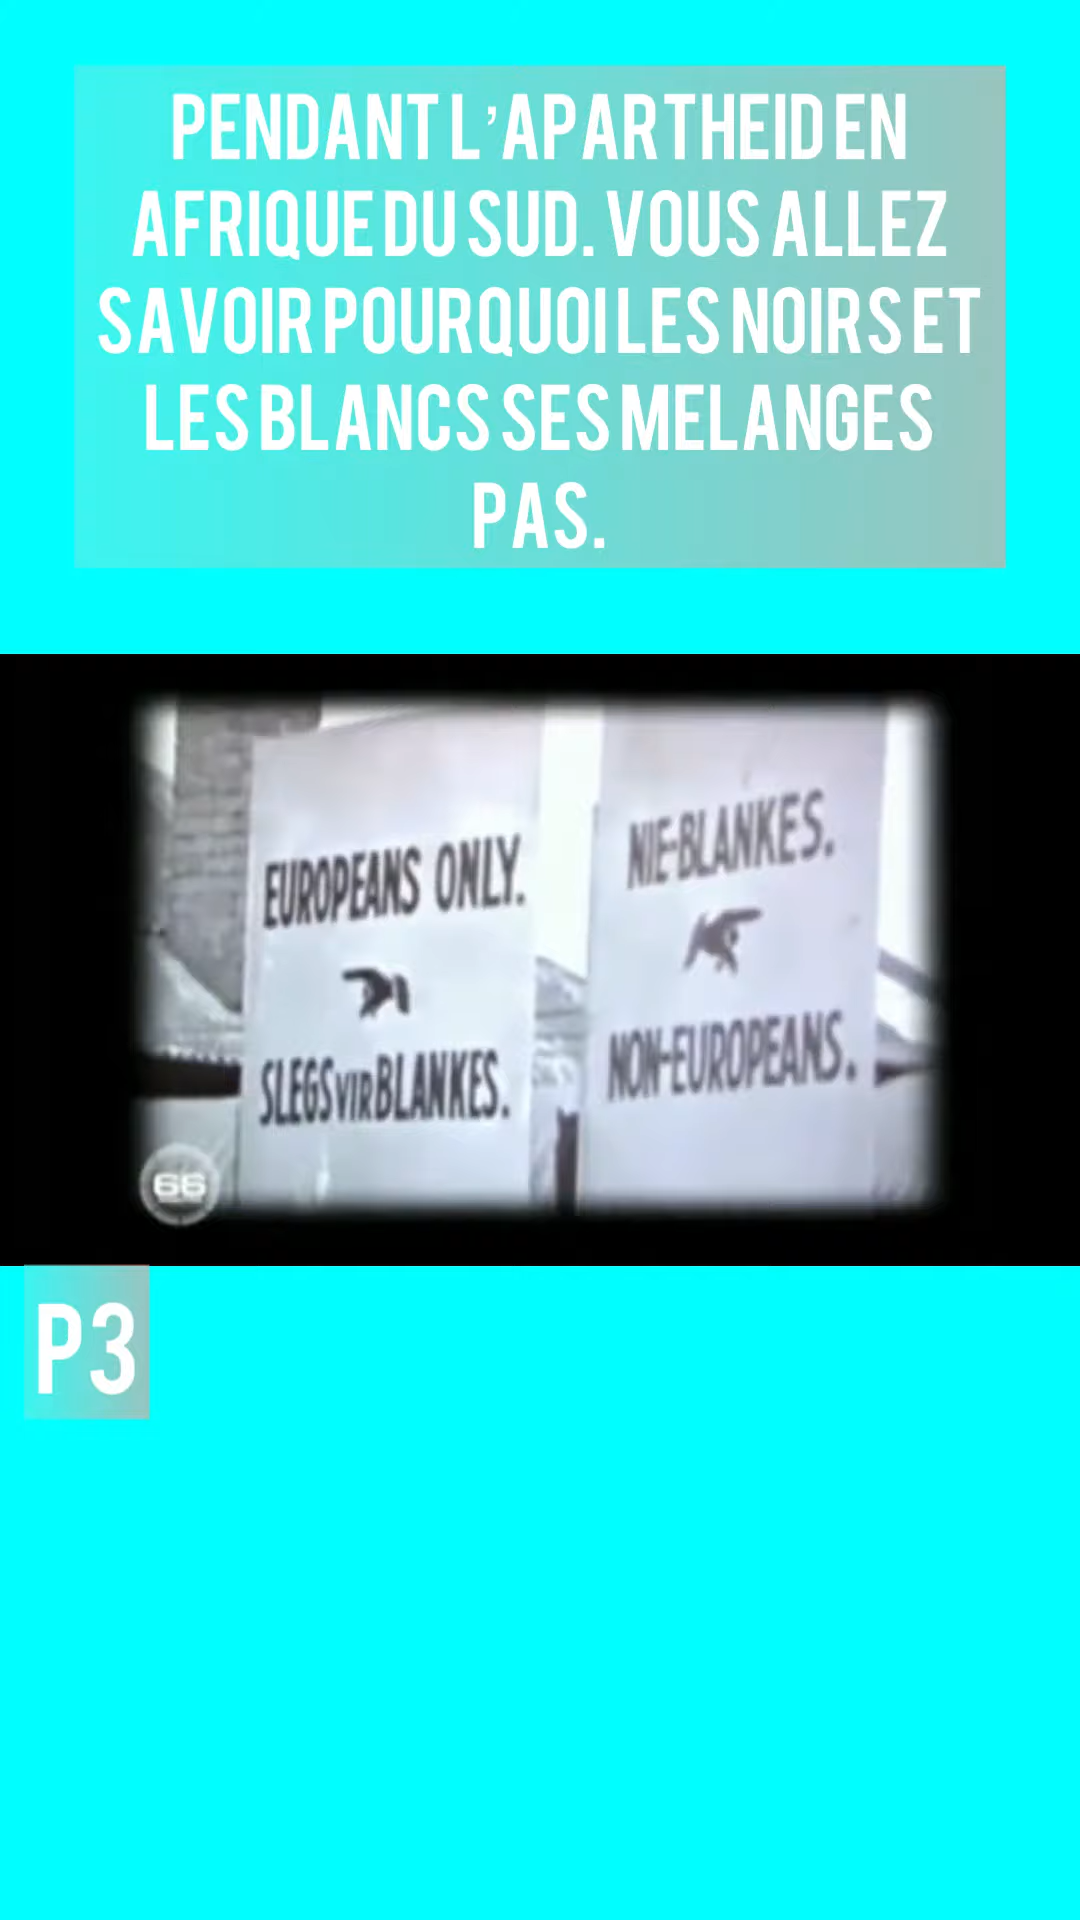 PENDANT L'APARTHEID EN
AFRIQUE DU SUD. VOUS ALLEZ
SAVOIR POURQUOI LES NOIRS ET
LES BLANCS SES MELANGES
PAS.
EUROPEANS ONLY.
SLEGS VIR BLANKES.
NIE-BLANKES.
NON-EUROPEANS.
66
P3